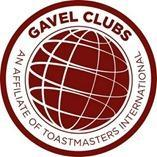 GAVEL CLUBS
AN AFFILIATE OF TOASTMASTERS INTERNATIONAL